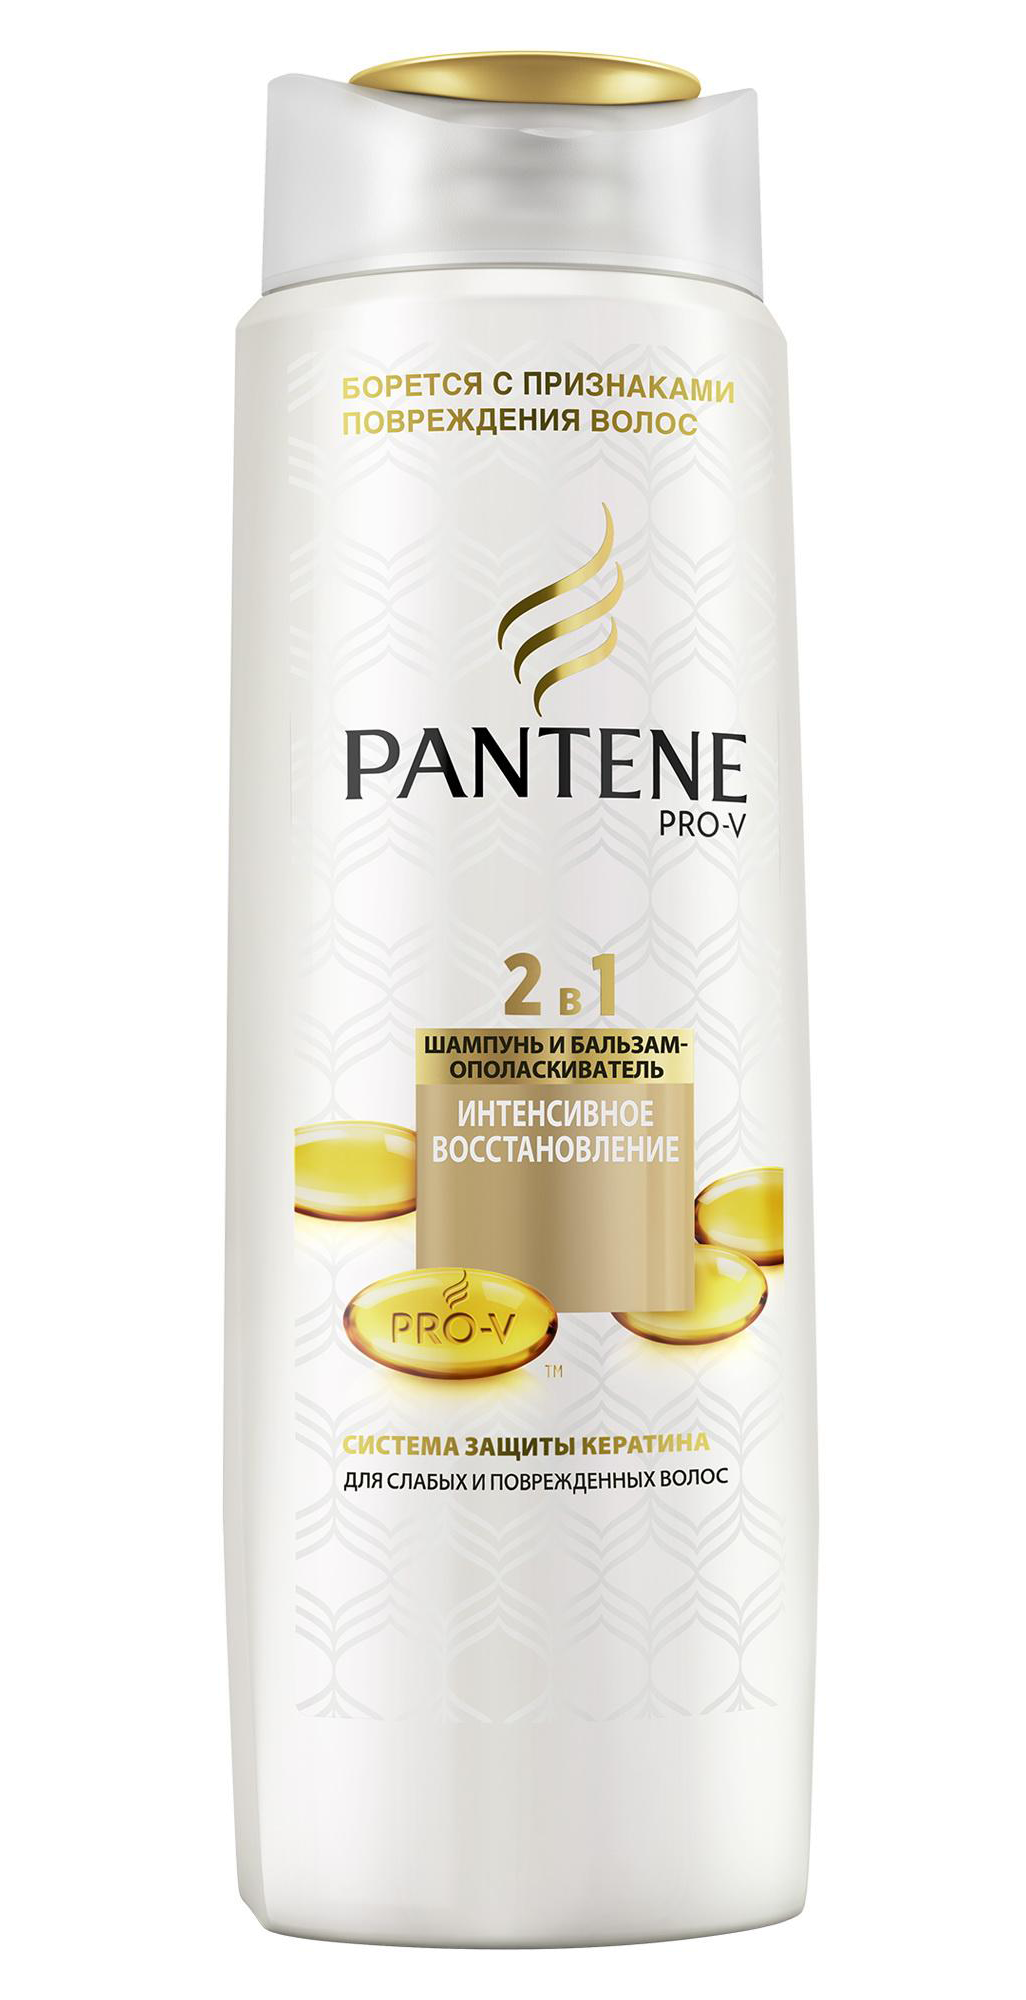 БОРЕТСЯ С ПРИЗНАКАМИ
ПОВРЕЖДЕНИЯ ВОЛОС
PANTENE
PRO-V
2 в 1
ШАМПУНЬ И БАЛЬЗАМ-
ОПОЛАСКИВАТЕЛЬ
ИНТЕНСИВНОЕ
ВОССТАНОВЛЕНИЕ
PRO-V
TM
СИСТЕМА ЗАЩИТЫ КЕРАТИНА
ДЛЯ СЛАБЫХ И ПОВРЕЖДЕННЫХ ВОЛОС